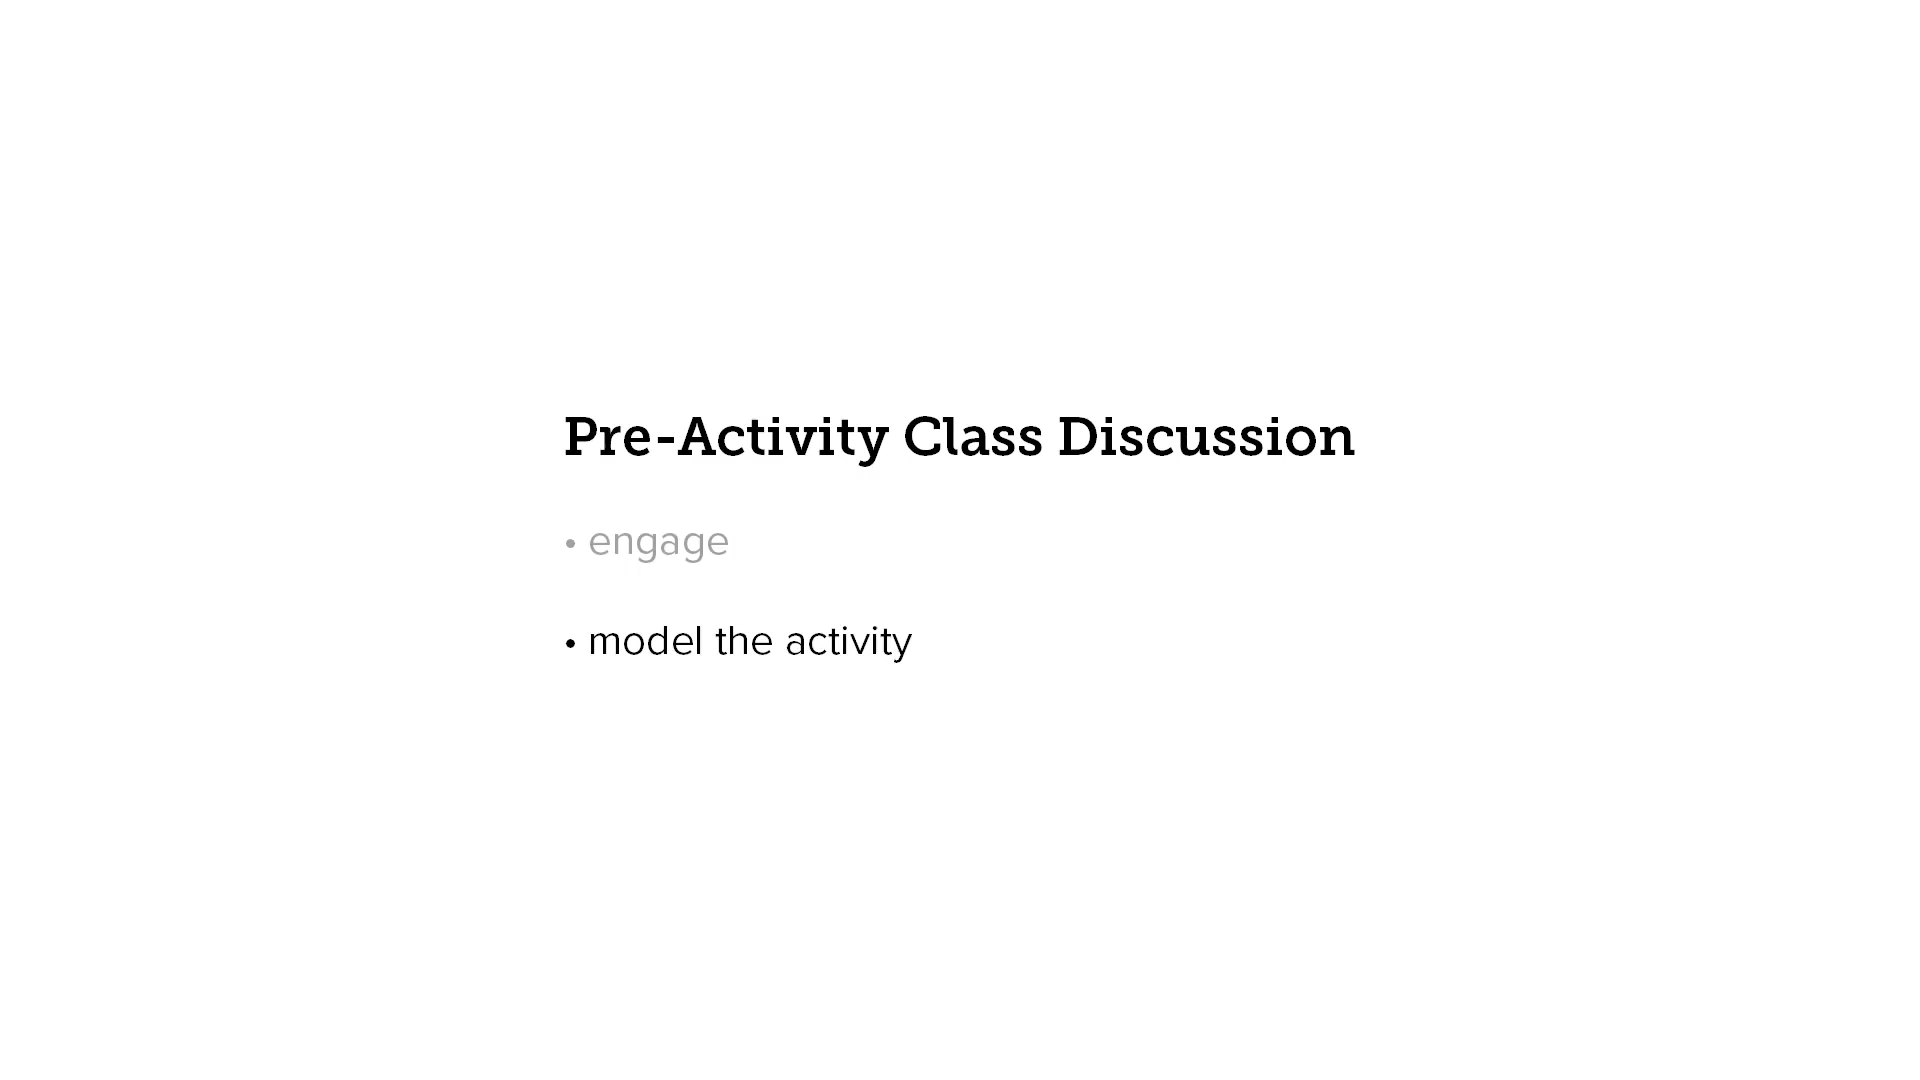 Pre-Activity Class Discussion
• engage
• model the activity